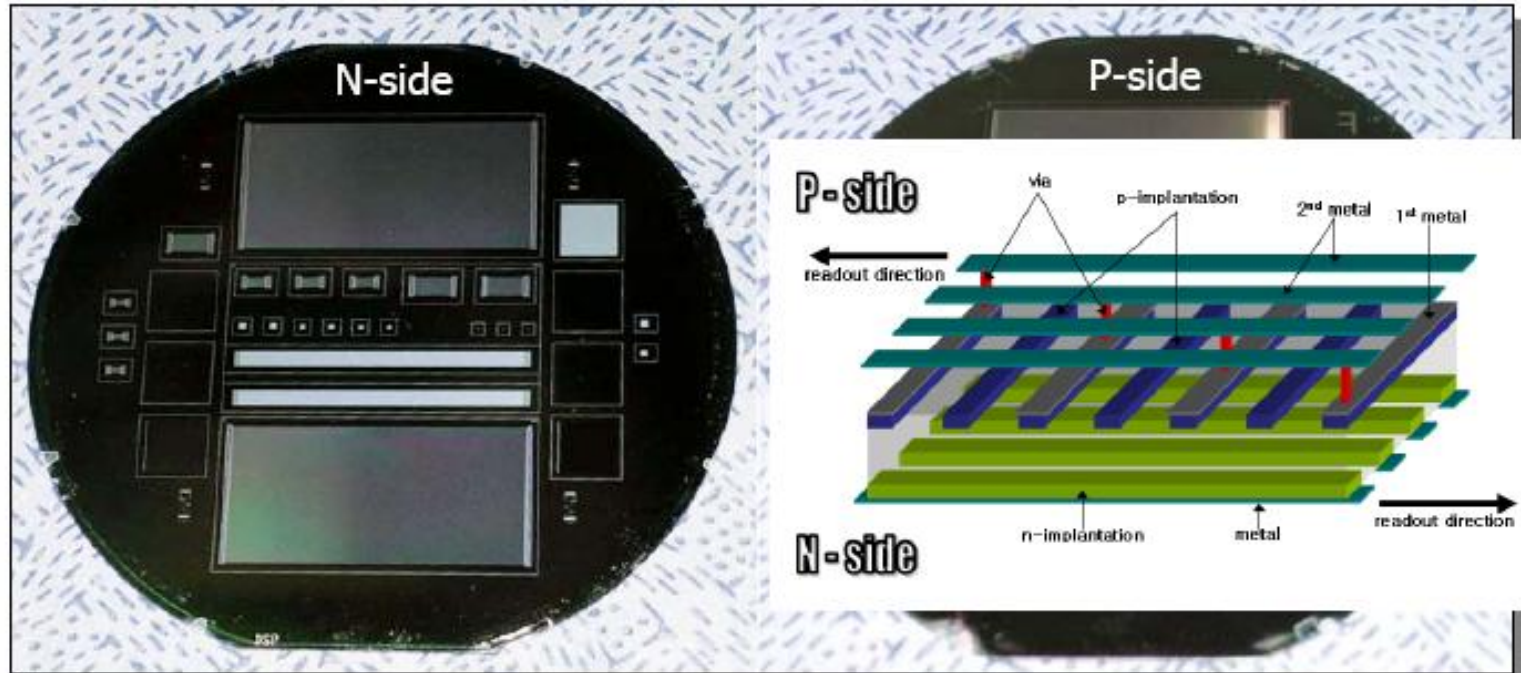 N-side
P-side
P - side
via
p-implantation
2nd metal
1st metal
readout direction
n-implantation
metal
readout direction
N - side
DSP